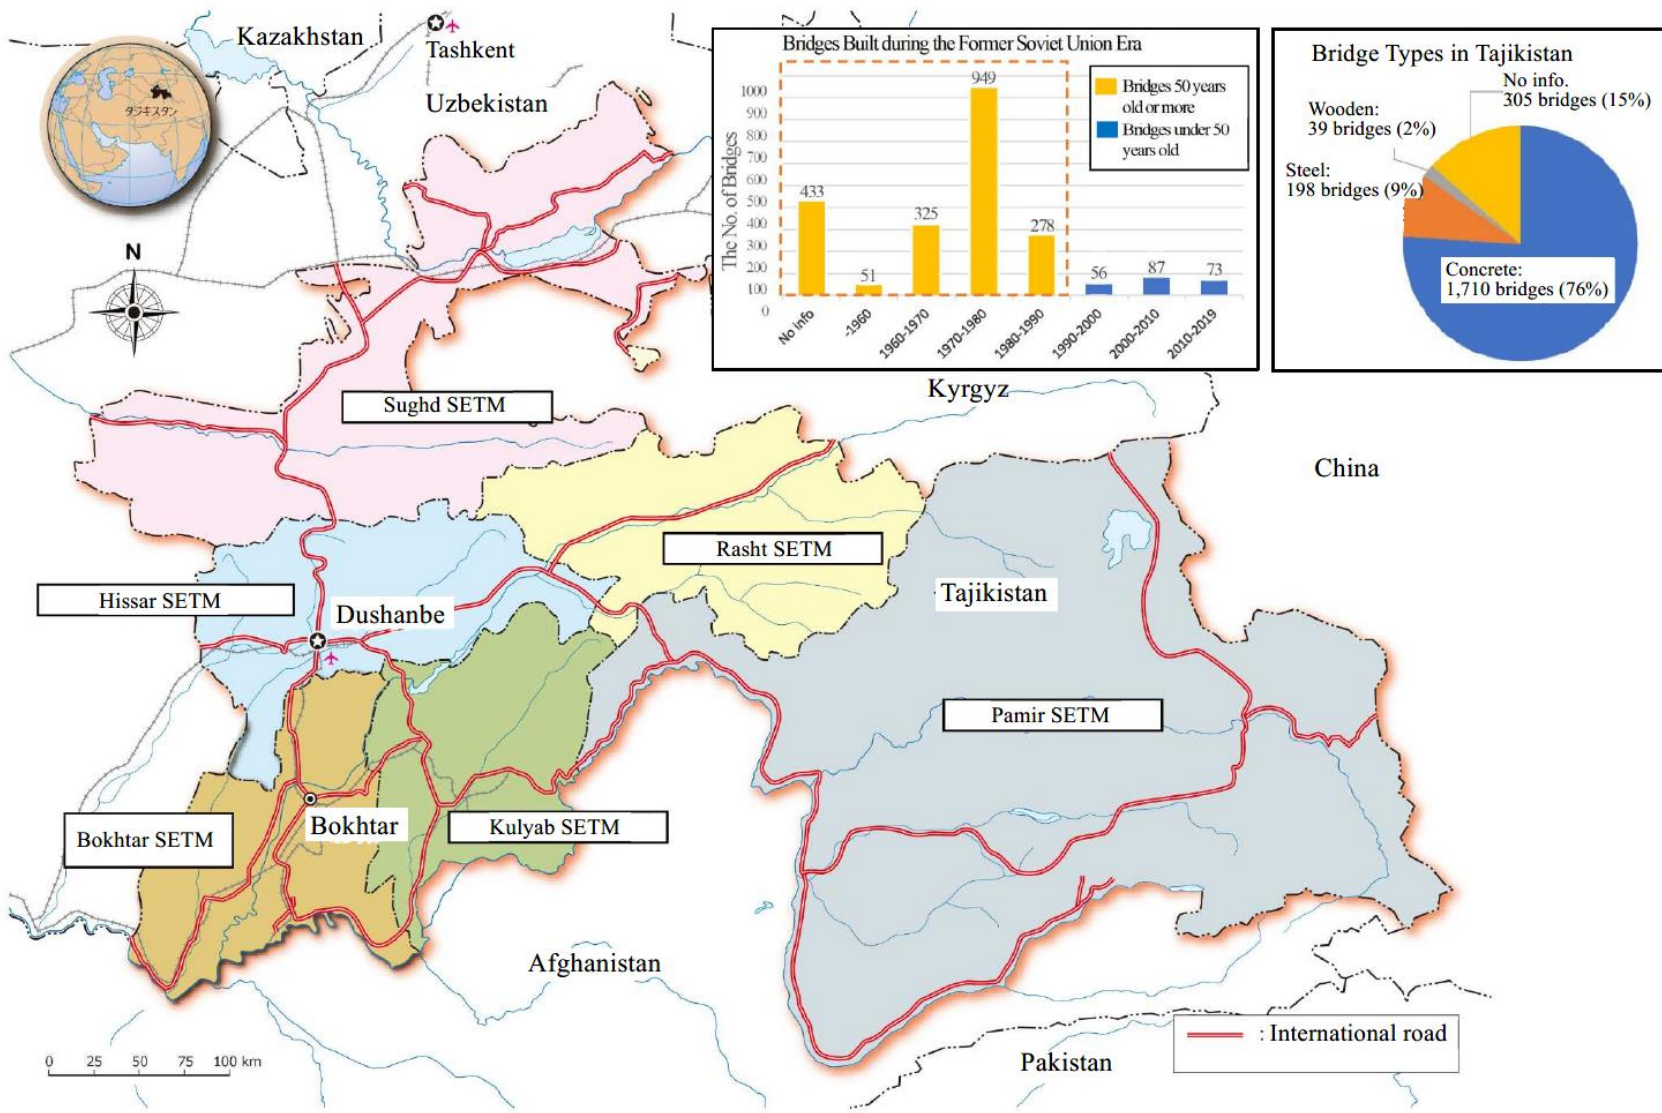 Kazakhstan
Tashkent
Uzbekistan
タジキスタン
N
Bridges Built during the Former Soviet Union Era
The No. of Bridges
1000
900
800
700
600
500
400
300
200
100
0
433
51
325
949
278
56
87
73
No info
-1960
1960-1970
1970-1980
1980-1990
1990-2000
2000-2010
2010-2019
Bridges 50 years
old or more
Bridges under 50
years old
Bridge Types in Tajikistan
No info.
305 bridges (15%)
Wooden:
39 bridges (2%)
Steel:
198 bridges (9%)
Concrete:
1,710 bridges (76%)
Kyrgyz
Sughd SETM
China
Rasht SETM
Hissar SETM
Tajikistan
Dushanbe
Pamir SETM
Bokhtar SETM
Bokhtar
Kulyab SETM
Afghanistan
Pakistan
: International road
0 25 50 75 100 km